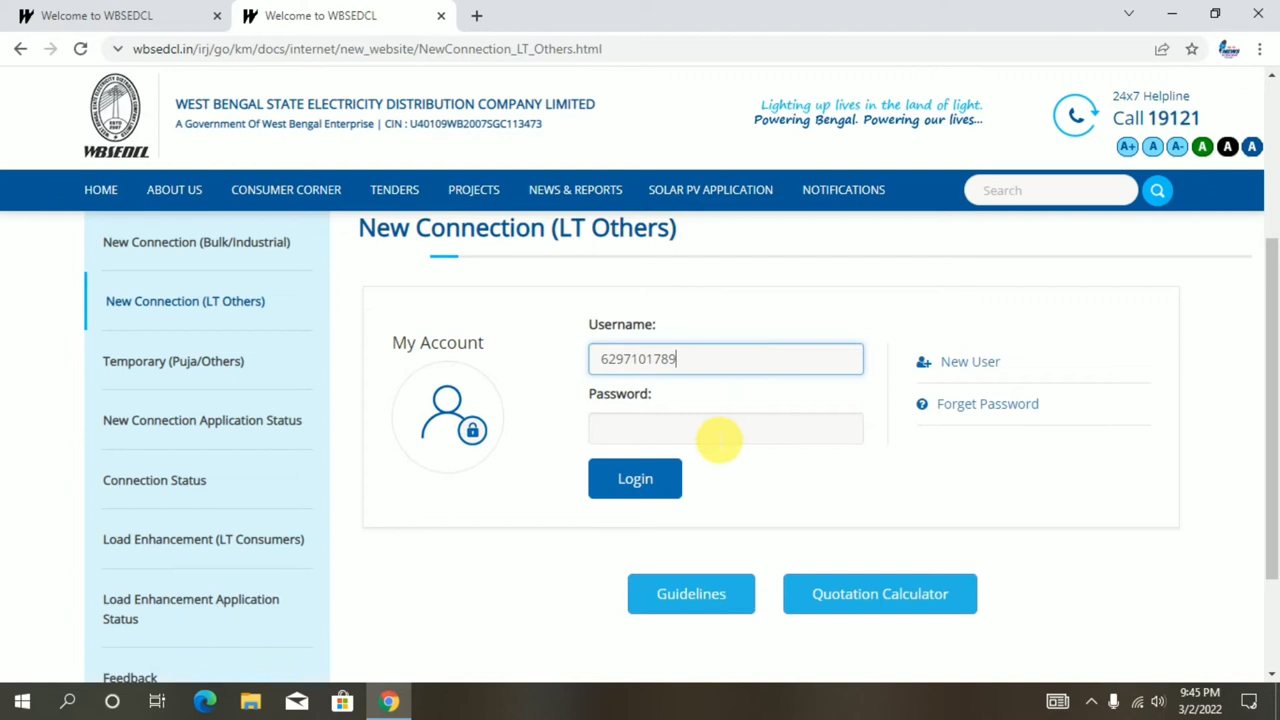 Welcome to WBSEDCL
Welcome to WBSEDCL
wbsedcl.in/irj/go/km/docs/internet/new_website/NewConnection_LT_Others.html
WBSEDCL
WEST BENGAL STATE ELECTRICITY DISTRIBUTION COMPANY LIMITED
A Government Of West Bengal Enterprise | CIN : U40109WB2007SGC113473
Lighting up lives in the land of light.
Powering Bengal. Powering our lives...
24x7 Helpline
Call 19121
A+ A A- A A A
HOME ABOUT US CONSUMER CORNER TENDERS PROJECTS NEWS & REPORTS SOLAR PV APPLICATION NOTIFICATIONS Search
New Connection (Bulk/Industrial)
New Connection (LT Others)
Temporary (Puja/Others)
New Connection Application Status
Connection Status
Load Enhancement (LT Consumers)
Load Enhancement Application
Status
Feedback
New Connection (LT Others)
My Account
Username:
6297101789
Password:
Login
New User
Forget Password
Guidelines Quotation Calculator
9:45 PM
3/2/2022